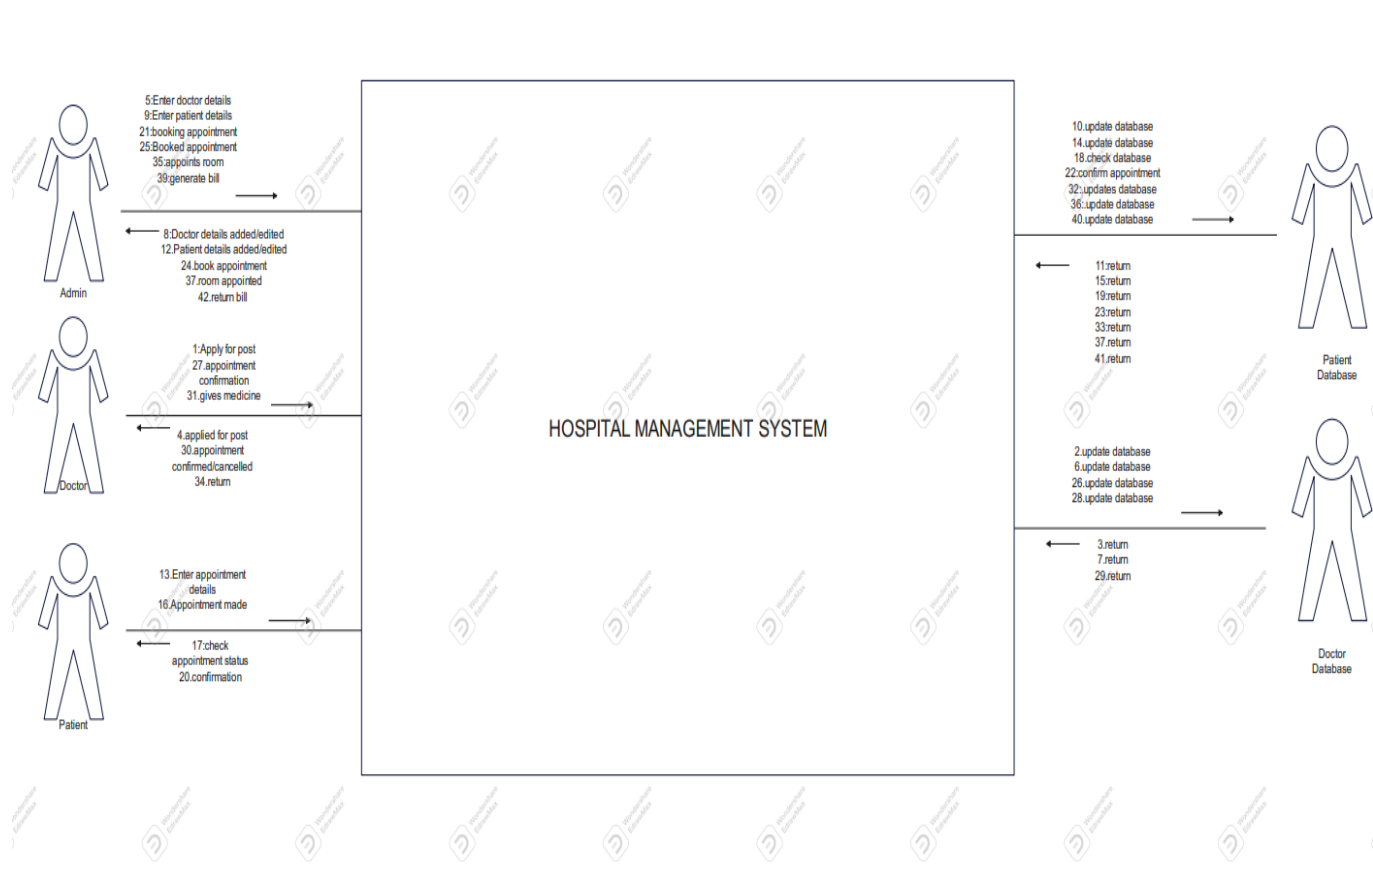 5:Enter doctor details
9:Enter patient details
21:booking appointment
25:Booked appointment
35:appoints room
39:generate bill
8:Doctor details added/edited
12.Patient details added/edited
24.book appointment
37.room appointed
42.return bill
Admin
1:Apply for post
27.appointment
confirmation
31.gives medicine
4.applied for post
30.appointment
confirmed/cancelled
34.return
Doctor
13.Enter appointment
details
16.Appointment made
17:check
appointment status
20.confirmation
Patient
HOSPITAL MANAGEMENT SYSTEM
10.update database
14.update database
18.check database
22:confirm appointment
32:.updates database
36:.update database
40.update database
11:return
15:return
19:return
23:return
33:return
37.return
41.return
Patient
Database
2.update database
6.update database
26.update database
28.update database
3.return
7.return
29.return
Doctor
Database
Wondershare
EdrawMax